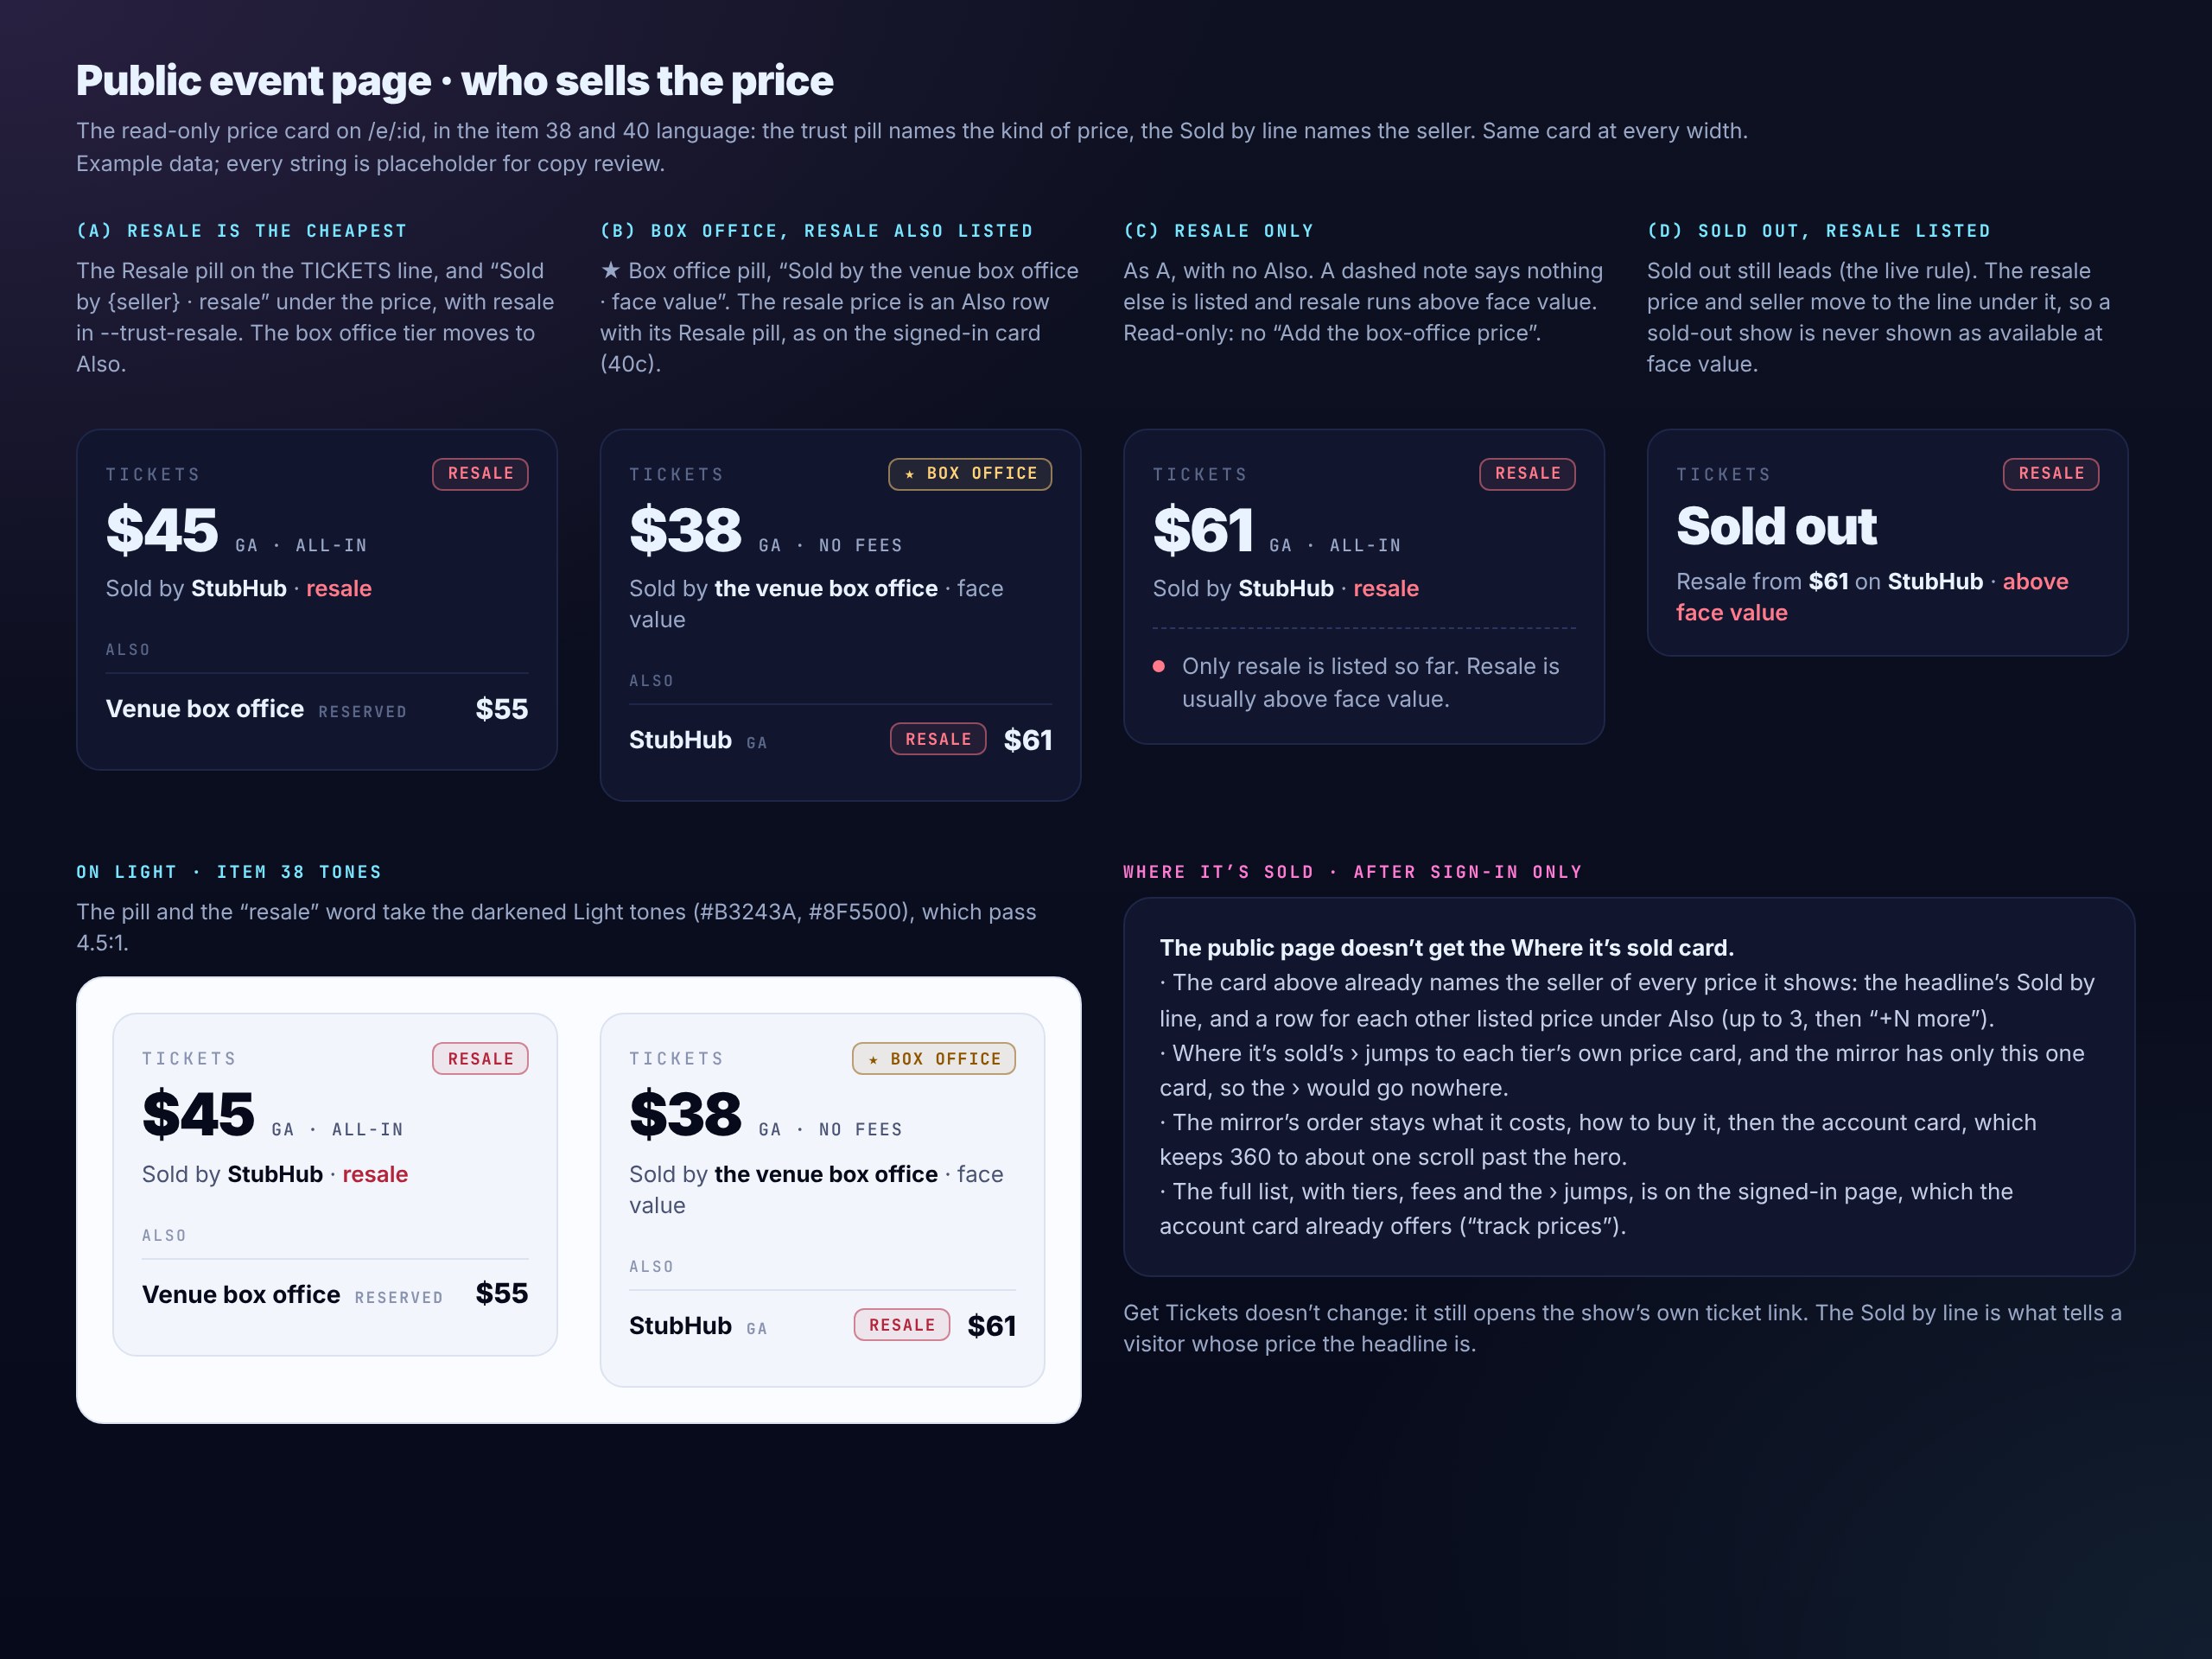 Public event page · who sells the price
The read-only price card on /e/:id, in the item 38 and 40 language: the trust pill names the kind of price, the Sold by line names the seller. Same card at every width.
Example data; every string is placeholder for copy review.
(A) RESALE IS THE CHEAPEST
The Resale pill on the TICKETS line, and “Sold
by {seller} · resale” under the price, with resale
in --trust-resale. The box office tier moves to
Also.
TICKETS
RESALE
$45 GA · ALL-IN
Sold by StubHub · resale
ALSO
Venue box office RESERVED $55
(B) BOX OFFICE, RESALE ALSO LISTED
★ Box office pill, “Sold by the venue box office
· face value”. The resale price is an Also row
with its Resale pill, as on the signed-in card
(40c).
TICKETS
★ BOX OFFICE
$38 GA · NO FEES
Sold by the venue box office · face
value
ALSO
StubHub GA RESALE $61
(C) RESALE ONLY
As A, with no Also. A dashed note says nothing
else is listed and resale runs above face value.
Read-only: no “Add the box-office price”.
TICKETS
RESALE
$61 GA · ALL-IN
Sold by StubHub · resale
Only resale is listed so far. Resale is
usually above face value.
(D) SOLD OUT, RESALE LISTED
Sold out still leads (the live rule). The resale
price and seller move to the line under it, so a
sold-out show is never shown as available at
face value.
TICKETS
RESALE
Sold out
Resale from $61 on StubHub · above
face value
ON LIGHT · ITEM 38 TONES
The pill and the “resale” word take the darkened Light tones (#B3243A, #8F5500), which pass
4.5:1.
TICKETS
RESALE
$45 GA · ALL-IN
Sold by StubHub · resale
ALSO
Venue box office RESERVED $55
TICKETS
★ BOX OFFICE
$38 GA · NO FEES
Sold by the venue box office · face
value
ALSO
StubHub GA RESALE $61
WHERE IT’S SOLD · AFTER SIGN-IN ONLY
The public page doesn’t get the Where it’s sold card.
· The card above already names the seller of every price it shows: the headline’s Sold by
line, and a row for each other listed price under Also (up to 3, then “+N more”).
· Where it’s sold’s › jumps to each tier’s own price card, and the mirror has only this one
card, so the › would go nowhere.
· The mirror’s order stays what it costs, how to buy it, then the account card, which
keeps 360 to about one scroll past the hero.
· The full list, with tiers, fees and the › jumps, is on the signed-in page, which the
account card already offers (“track prices”).
Get Tickets doesn’t change: it still opens the show’s own ticket link. The Sold by line is what tells a
visitor whose price the headline is.